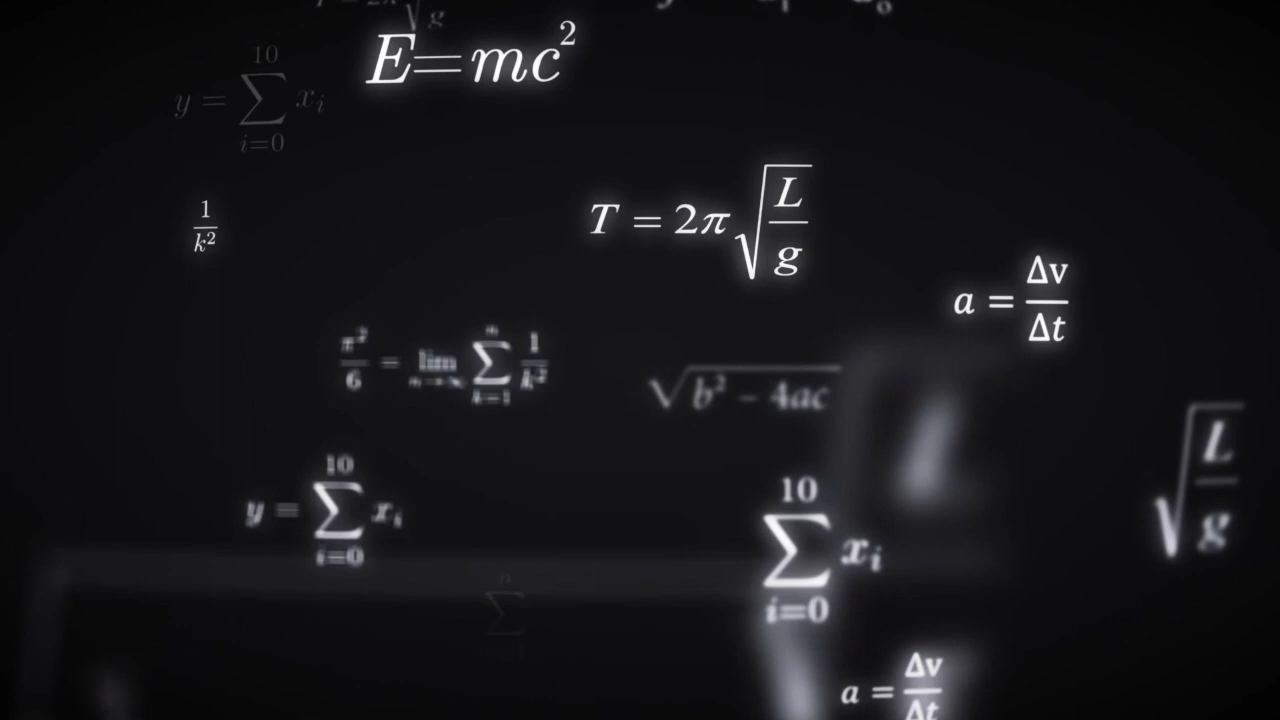 E=mc²
y = ∑_{i=0}^{10} x_i
1/k²
T = 2π√(L/g)
a = Δv/Δt
π²/6 = lim_{n→∞} ∑_{k=1}^{n} 1/k²
√(b² − 4ac)
√(L/g)
y = ∑_{i=0}^{10} x_i
∑_{i=0}^{10} x_i
∑^{n}
a = Δv/Δt